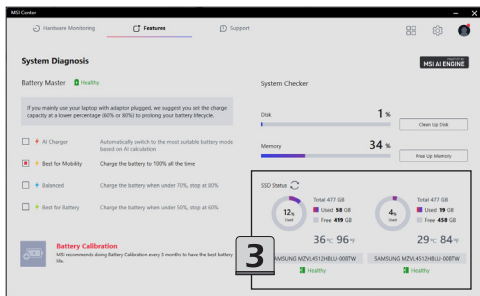 MSI Center
Hardware Monitoring
Features
Support
System Diagnosis
POWERED BY
MSI AI ENGINE
Battery Master
Healthy
System Checker
If you mainly use your laptop with adaptor plugged, we suggest you set the charge
capacity at a lower percentage (60% or 80%) to prolong your battery lifecycle.
Disk
1 %
Clean Up Disk
AI Charger
Automatically switch to the most suitable battery mode
based on AI calculation
Memory
34 %
Free Up Memory
Best for Mobility
Charge the battery to 100% all the time
Balanced
Charge the battery when under 70%, stop at 80%
Best for Battery
Charge the battery when under 50%, stop at 60%
SSD Status
12%
Used
Total 477 GB
Used 58 GB
Free 419 GB
36°C 96°F
SAMSUNG MZVL4512HBLU-00BTW
Healthy
4%
Used
Total 477 GB
Used 19 GB
Free 458 GB
29°C 84°F
SAMSUNG MZVL4512HBLU-00BTW
Healthy
3
Battery Calibration
MSI recommends doing Battery Calibration every 3 months to have the best battery
life.